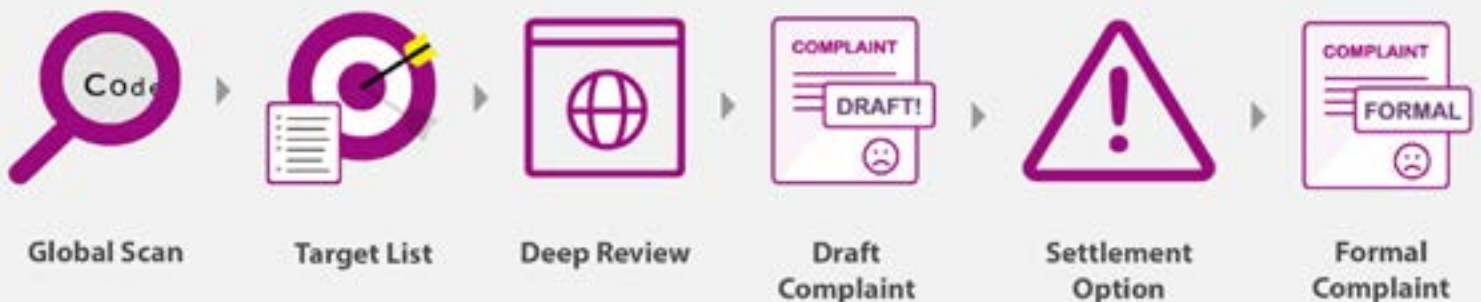 Code
COMPLAINT
DRAFT!
COMPLAINT
FORMAL
Global Scan
Target List
Deep Review
Draft
Complaint
Settlement
Option
Formal
Complaint